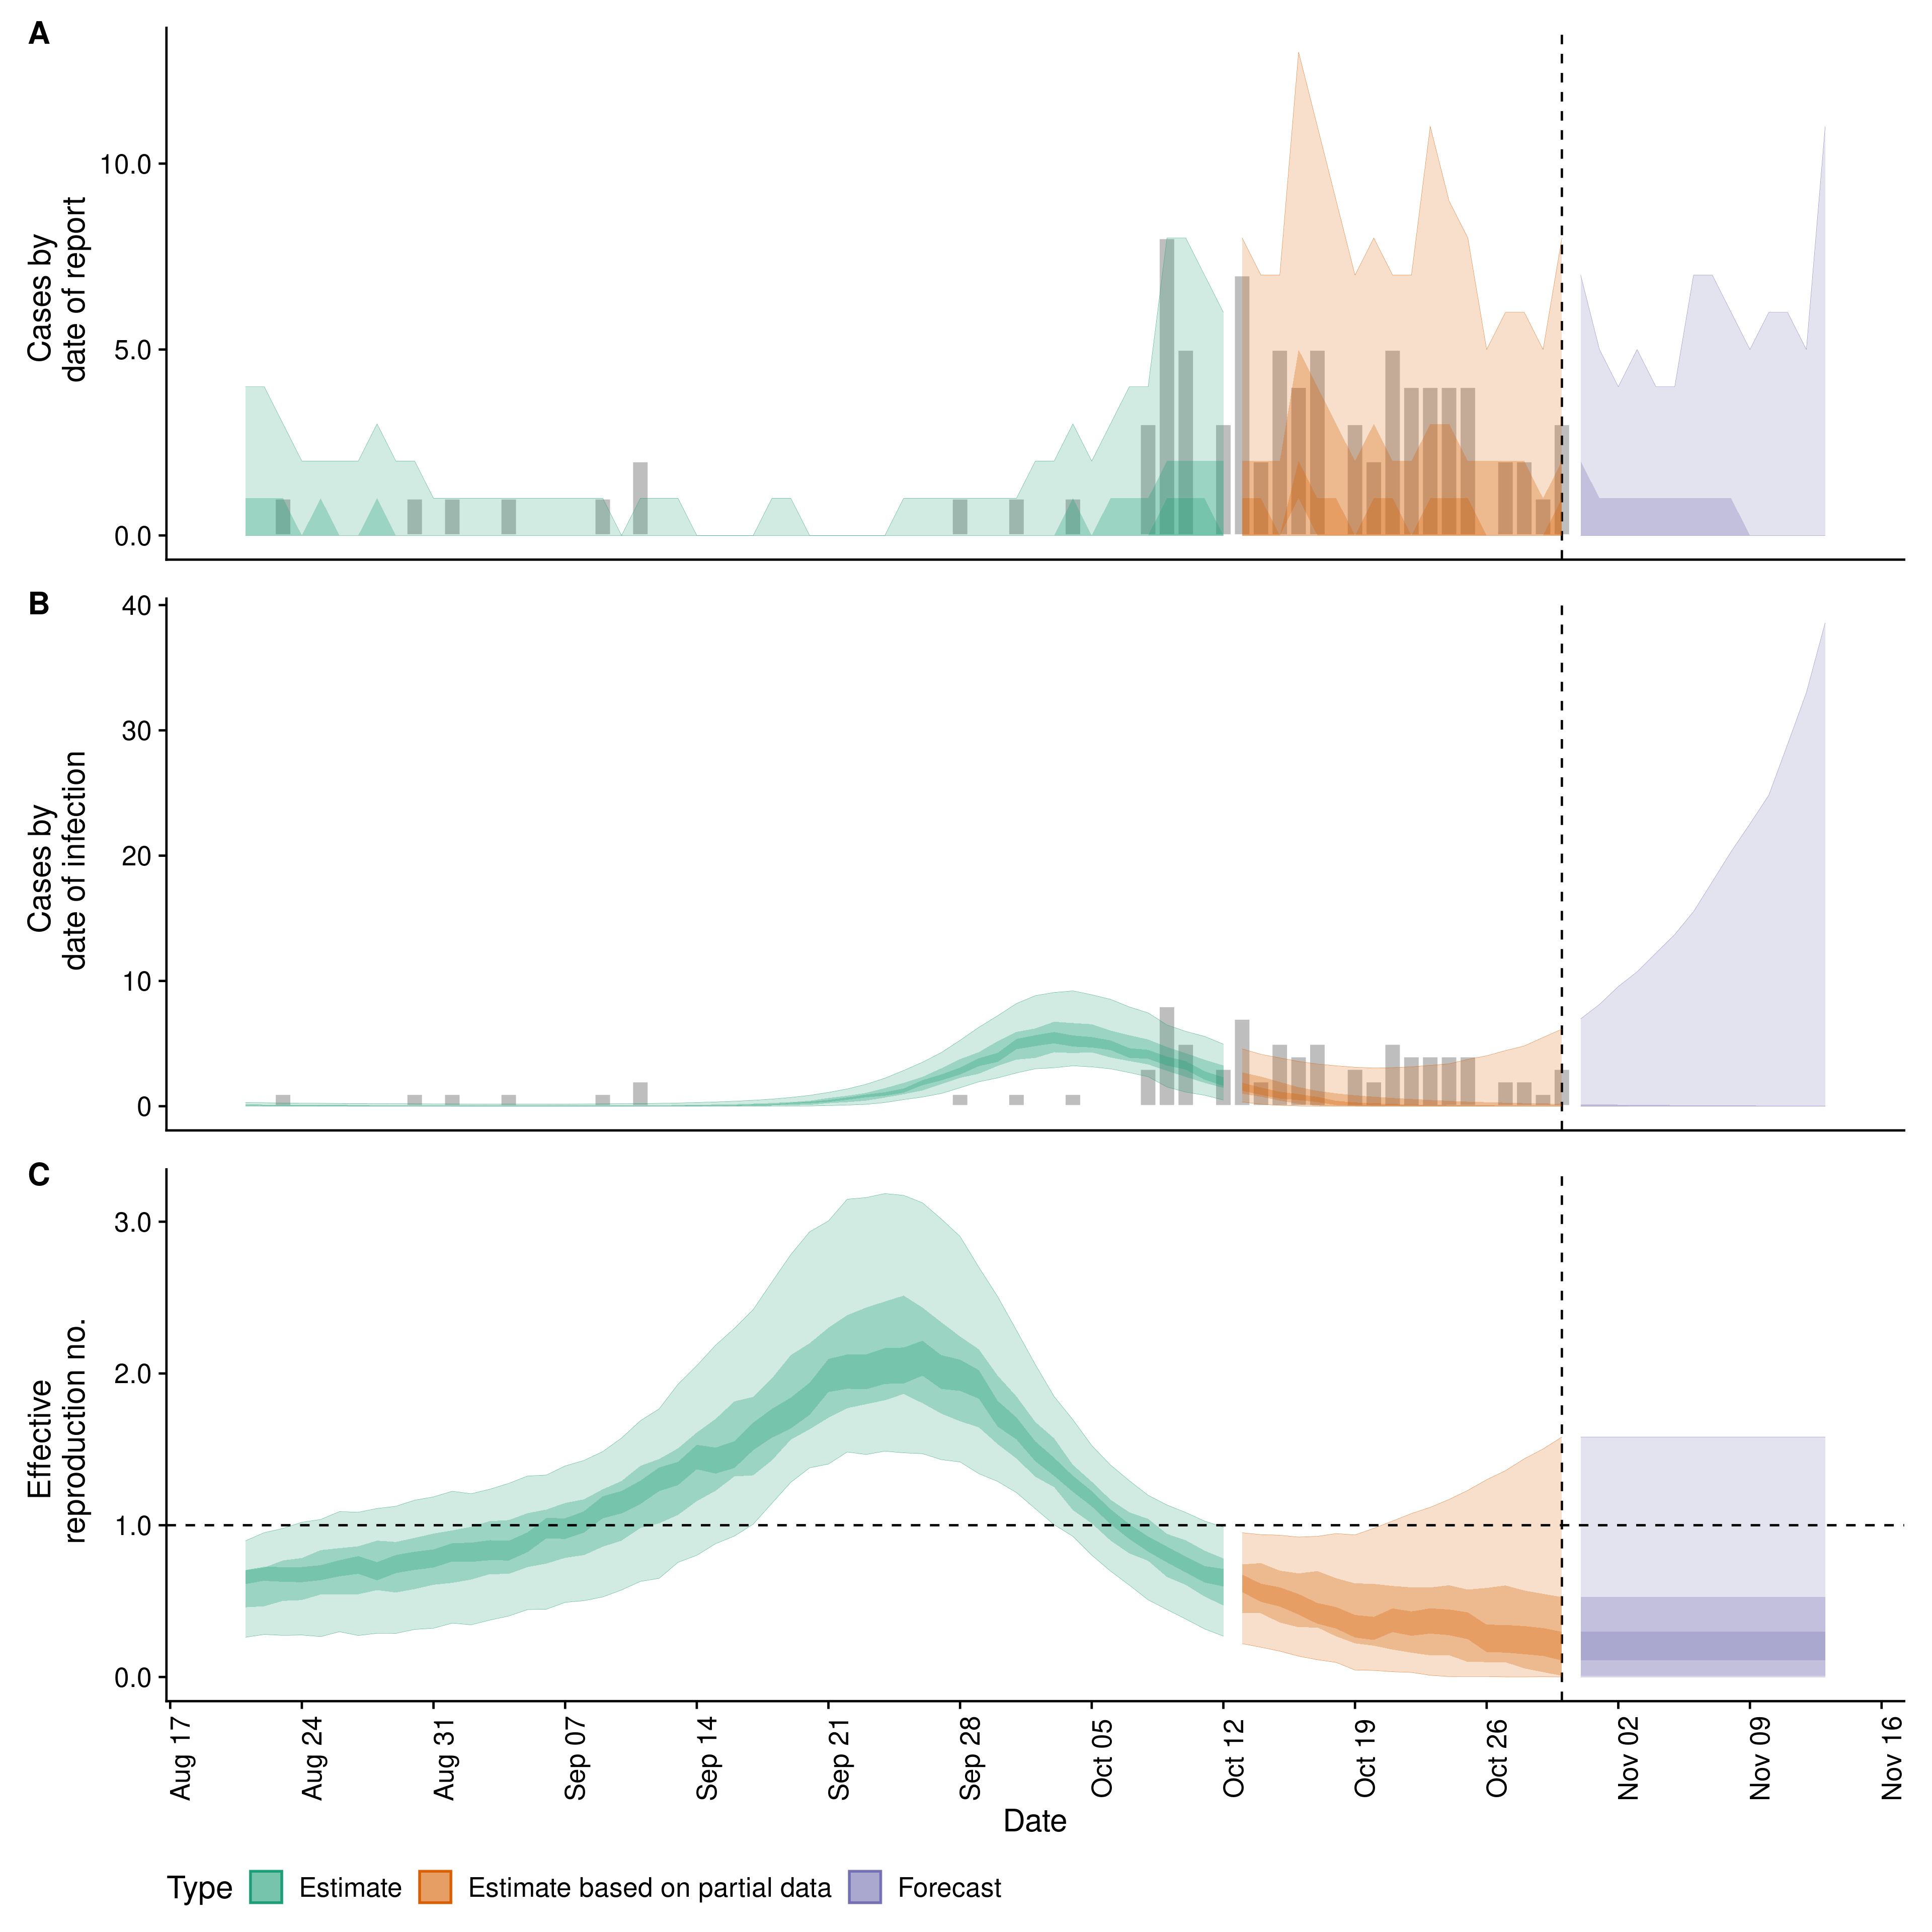 A
Cases by
date of report
10.0
5.0
0.0
B
Cases by
date of infection
40
30
20
10
0
C
Effective
reproduction no.
3.0
2.0
1.0
0.0
Aug 17
Aug 24
Aug 31
Sep 07
Sep 14
Sep 21
Sep 28
Oct 05
Oct 12
Oct 19
Oct 26
Nov 02
Nov 09
Nov 16
Date
Type Estimate Estimate based on partial data Forecast